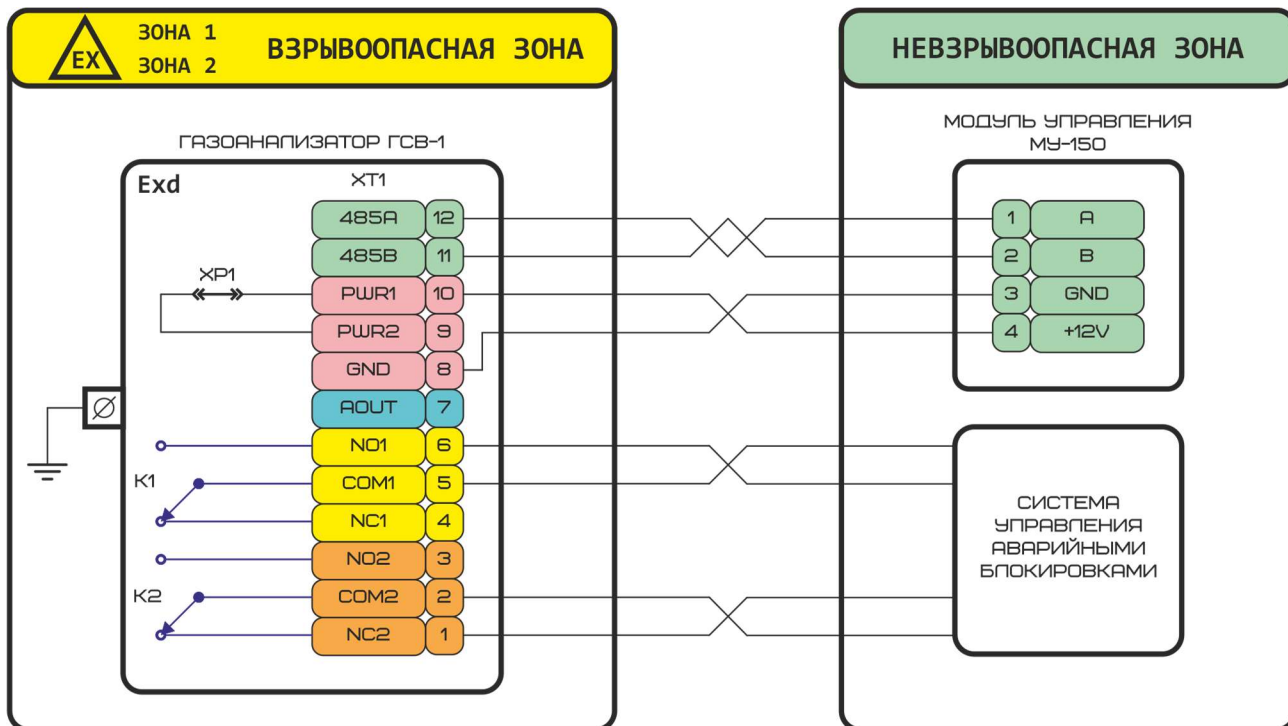 ЗОНА 1
ЗОНА 2
EX
ВЗРЫВООПАСНАЯ ЗОНА
НЕВЗРЫВООПАСНАЯ ЗОНА
ГАЗОАНАЛИЗАТОР ГСВ-1
Exd
XT1
485A 12
485B 11
XP1
PWR1 10
PWR2 9
GND 8
AOUT 7
NO1 6
K1
COM1 5
NC1 4
NO2 3
K2
COM2 2
NC2 1
МОДУЛЬ УПРАВЛЕНИЯ
МУ-150
1 A
2 B
3 GND
4 +12V
СИСТЕМА
УПРАВЛЕНИЯ
АВАРИЙНЫМИ
БЛОКИРОВКАМИ